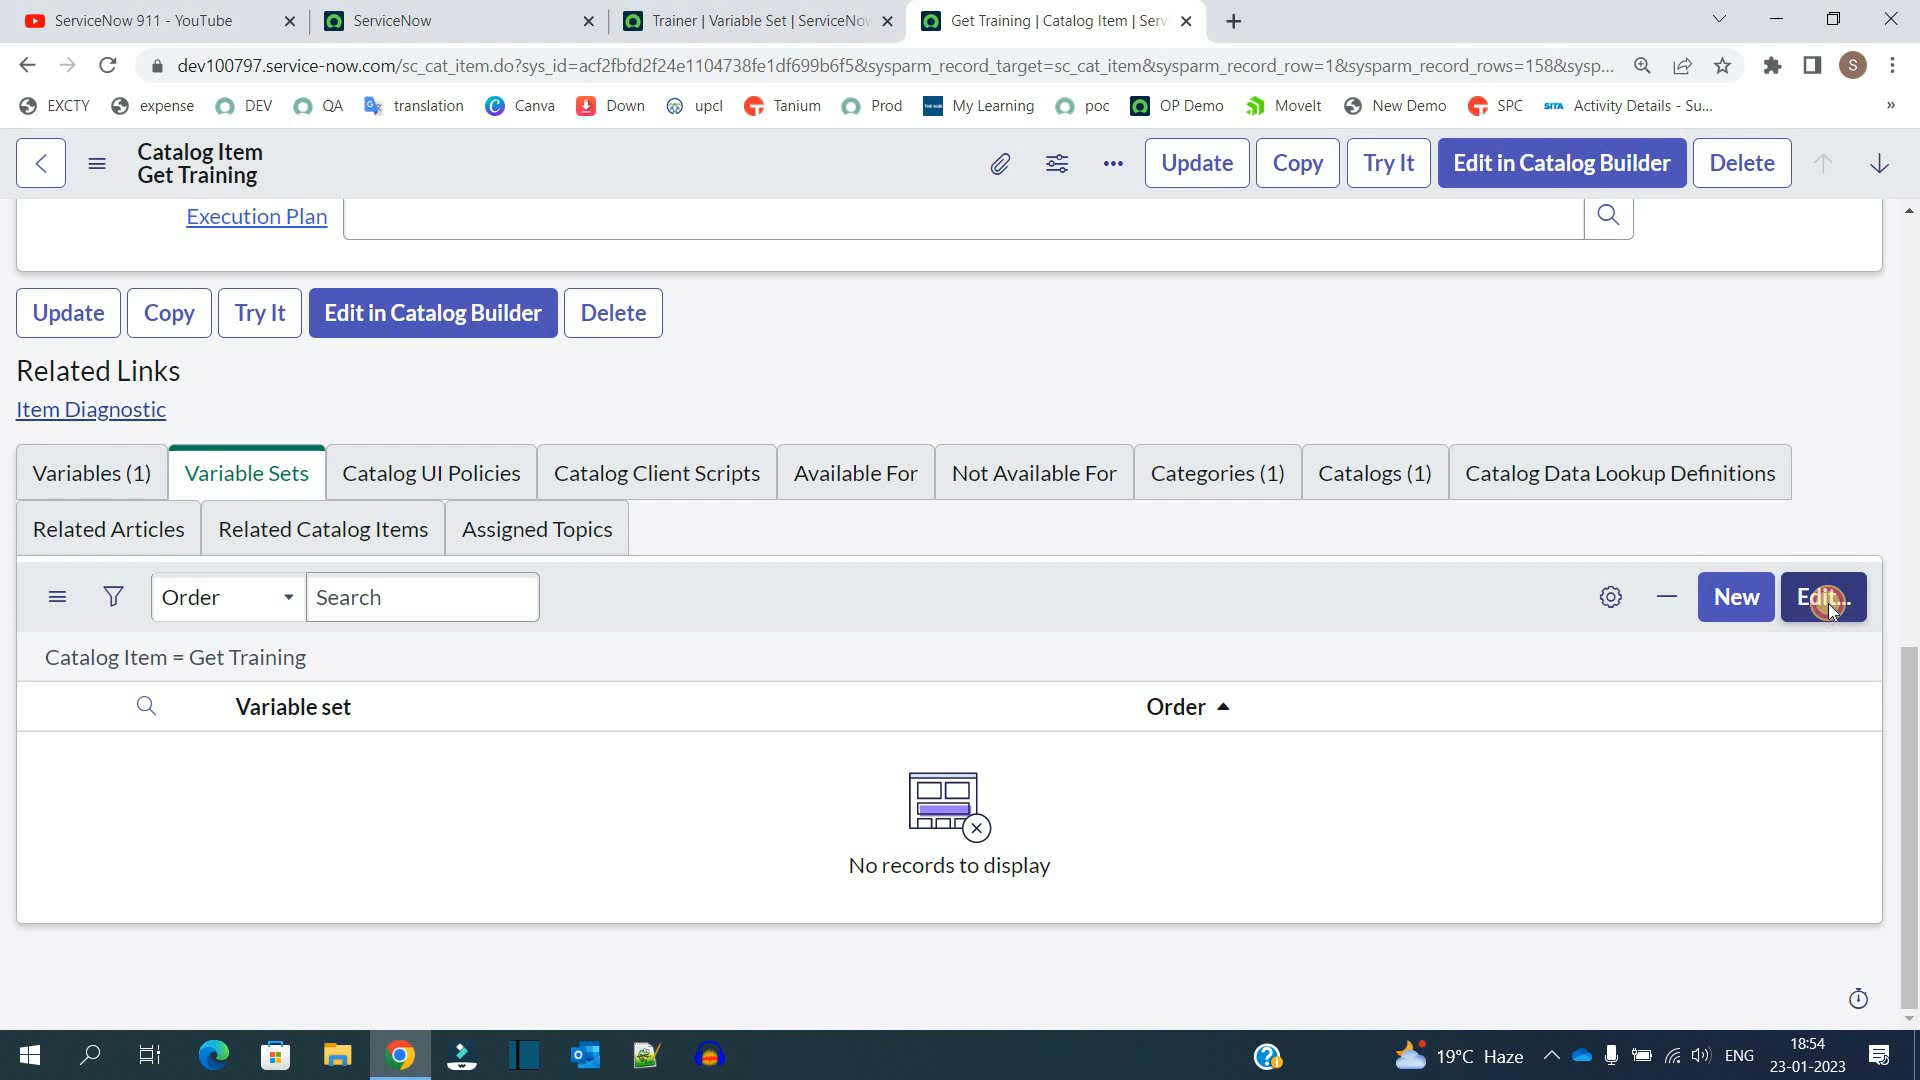 ServiceNow 911 - YouTube
ServiceNow
Trainer | Variable Set | ServiceNow
Get Training | Catalog Item | Serv
dev100797.service-now.com/sc_cat_item.do?sys_id=acf2fbfd2f24e1104738fe1df699b6f5&sysparm_record_target=sc_cat_item&sysparm_record_row=1&sysparm_record_rows=158&sysp...
S
EXCTY
expense
DEV
QA
translation
Canva
Down
upcl
Tanium
Prod
My Learning
poc
OP Demo
MoveIt
New Demo
SPC
SITA
Activity Details - Su...
Catalog Item
Get Training
Update
Copy
Try It
Edit in Catalog Builder
Delete
Execution Plan
Update
Copy
Try It
Edit in Catalog Builder
Delete
Related Links
Item Diagnostic
Variables (1)
Variable Sets
Catalog UI Policies
Catalog Client Scripts
Available For
Not Available For
Categories (1)
Catalogs (1)
Catalog Data Lookup Definitions
Related Articles
Related Catalog Items
Assigned Topics
Order
Search
New
Edit...
Catalog Item = Get Training
Variable set
Order
No records to display
19°C Haze
ENG
18:54
23-01-2023